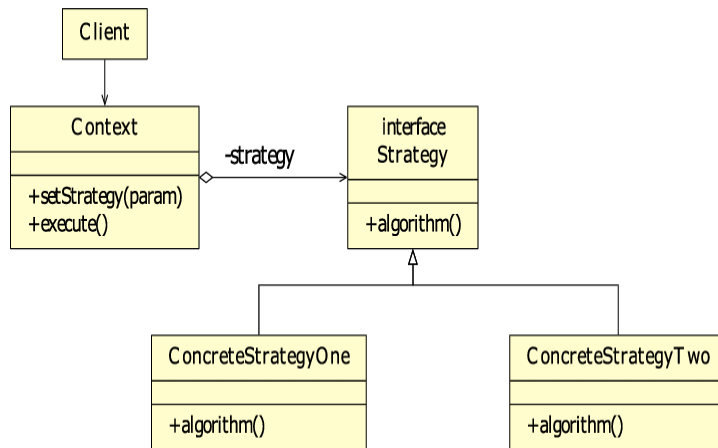 Client
Context
+setStrategy(param)
+execute()
-strategy
interface
Strategy
+algorithm()
ConcreteStrategyOne
+algorithm()
ConcreteStrategyTwo
+algorithm()